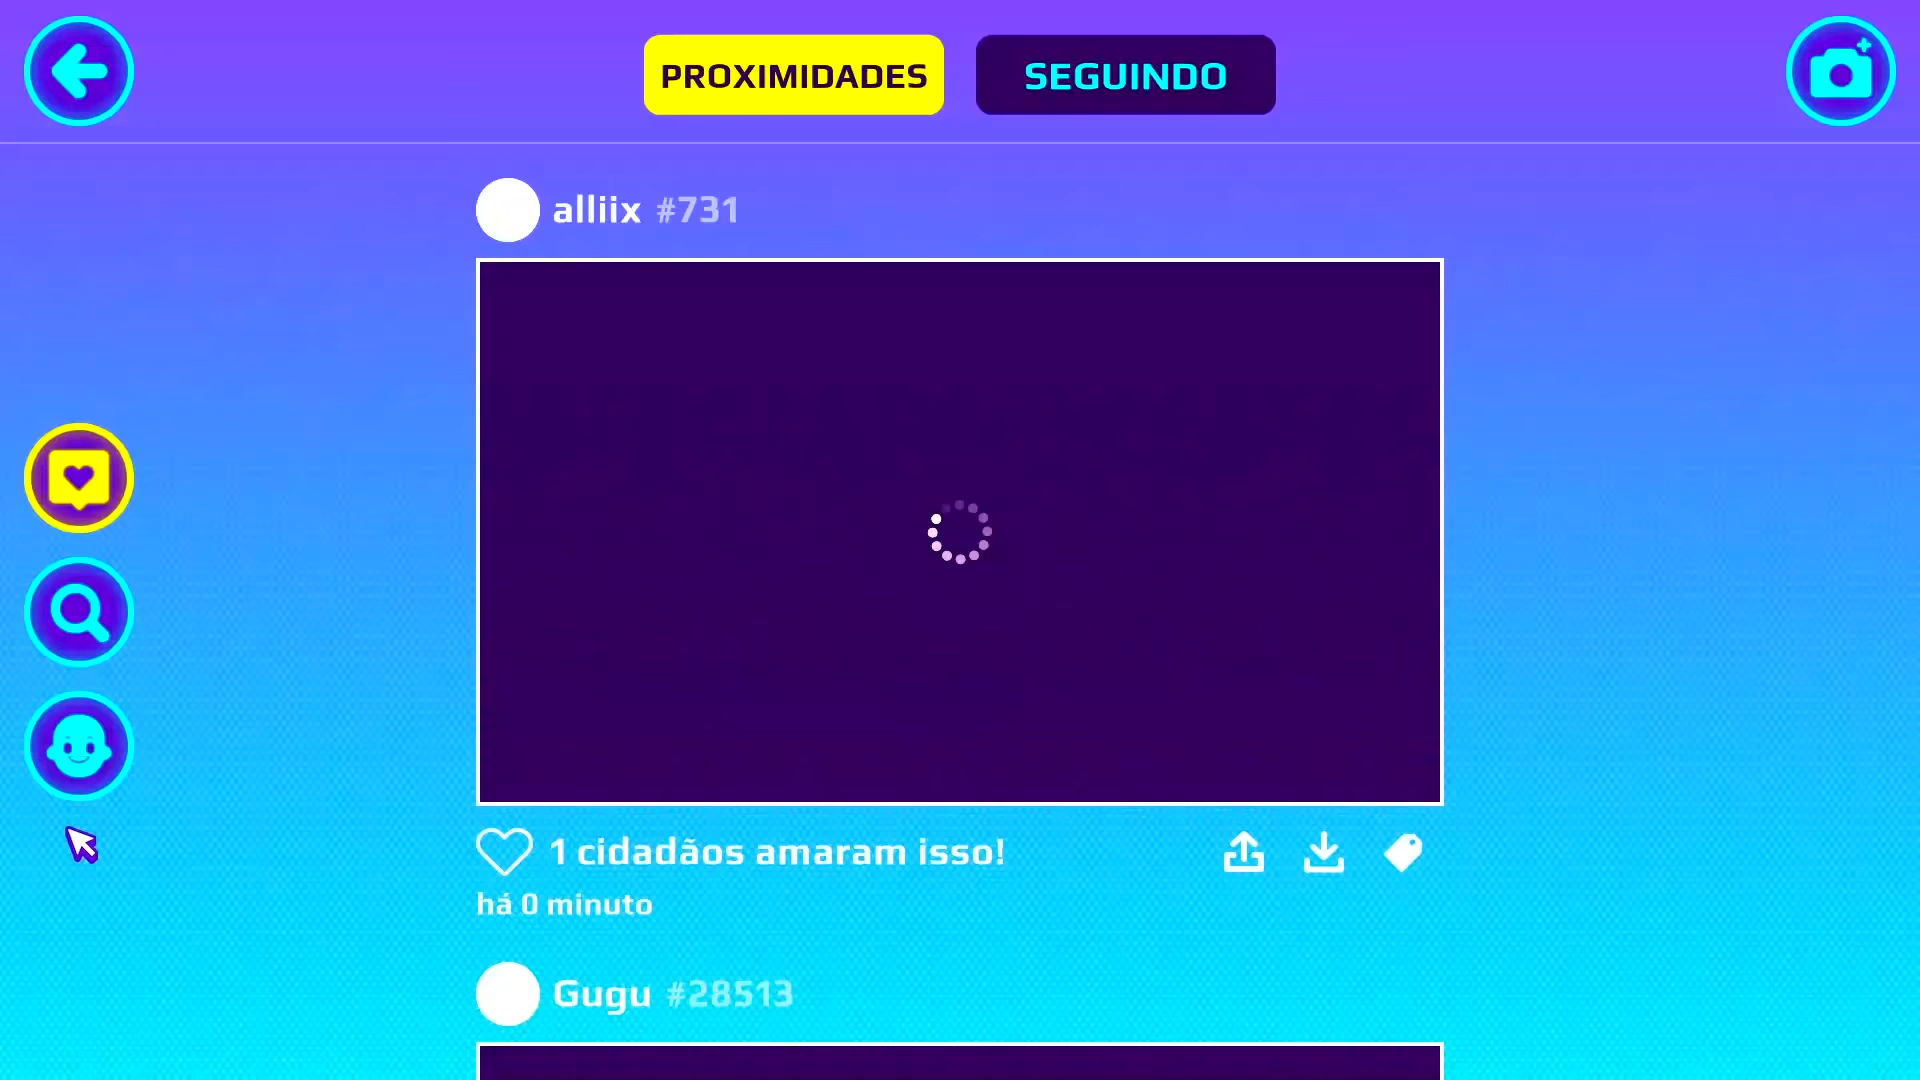 PROXIMIDADES
SEGUINDO
alliix #731
1 cidadãos amaram isso!
há 0 minuto
Gugu #28513